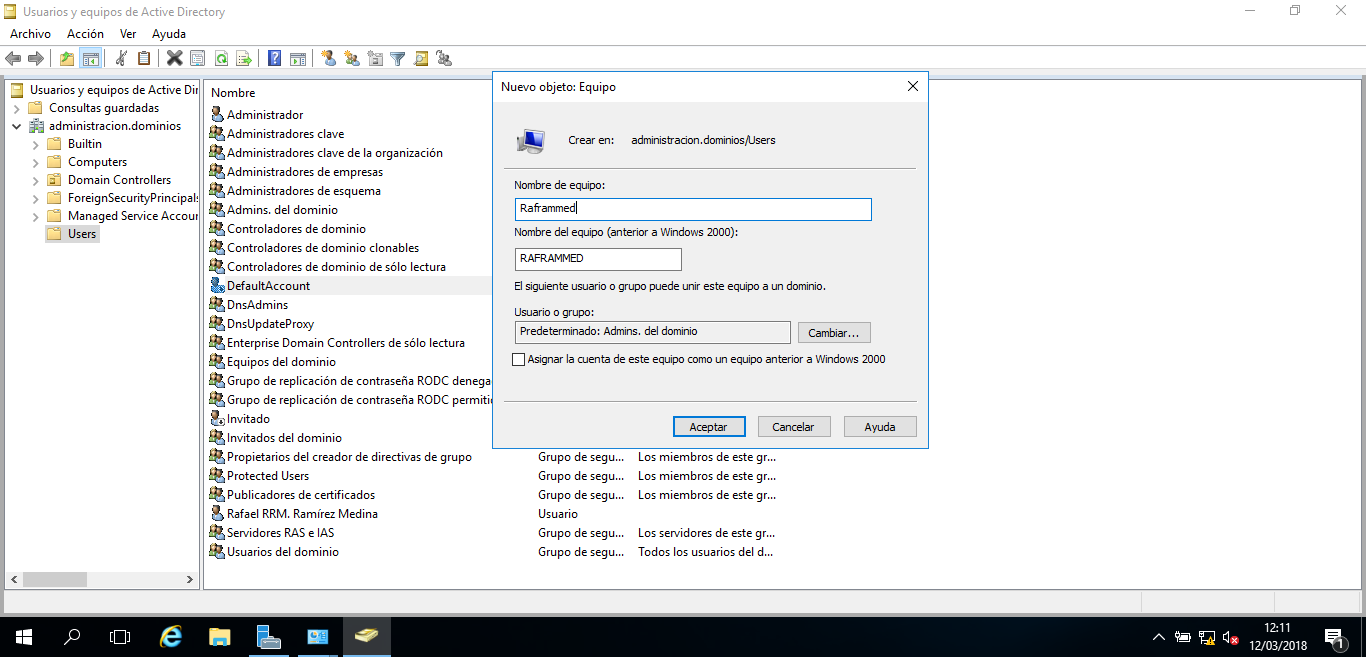 Usuarios y equipos de Active Directory
Archivo Acción Ver Ayuda
Usuarios y equipos de Active Dir
Consultas guardadas
administracion.dominios
Builtin
Computers
Domain Controllers
ForeignSecurityPrincipals
Managed Service Accour
Users
Nombre
Administrador
Administradores clave
Administradores clave de la organización
Administradores de empresas
Administradores de esquema
Admins. del dominio
Controladores de dominio
Controladores de dominio clonables
Controladores de dominio de sólo lectura
DefaultAccount
DnsAdmins
DnsUpdateProxy
Enterprise Domain Controllers de sólo lectura
Equipos del dominio
Grupo de replicación de contraseña RODC denega
Grupo de replicación de contraseña RODC permiti
Invitado
Invitados del dominio
Propietarios del creador de directivas de grupo Grupo de segu... Los miembros de este gr...
Protected Users Grupo de segu... Los miembros de este gr...
Publicadores de certificados Grupo de segu... Los miembros de este gr...
Rafael RRM. Ramírez Medina Usuario
Servidores RAS e IAS Grupo de segu... Los servidores de este gr...
Usuarios del dominio Grupo de segu... Todos los usuarios del d...
Nuevo objeto: Equipo
Crear en: administracion.dominios/Users
Nombre de equipo:
Raframmed
Nombre del equipo (anterior a Windows 2000):
RAFRAMMED
El siguiente usuario o grupo puede unir este equipo a un dominio.
Usuario o grupo:
Predeterminado: Admins. del dominio Cambiar...
Asignar la cuenta de este equipo como un equipo anterior a Windows 2000
Aceptar Cancelar Ayuda
12:11
12/03/2018
1